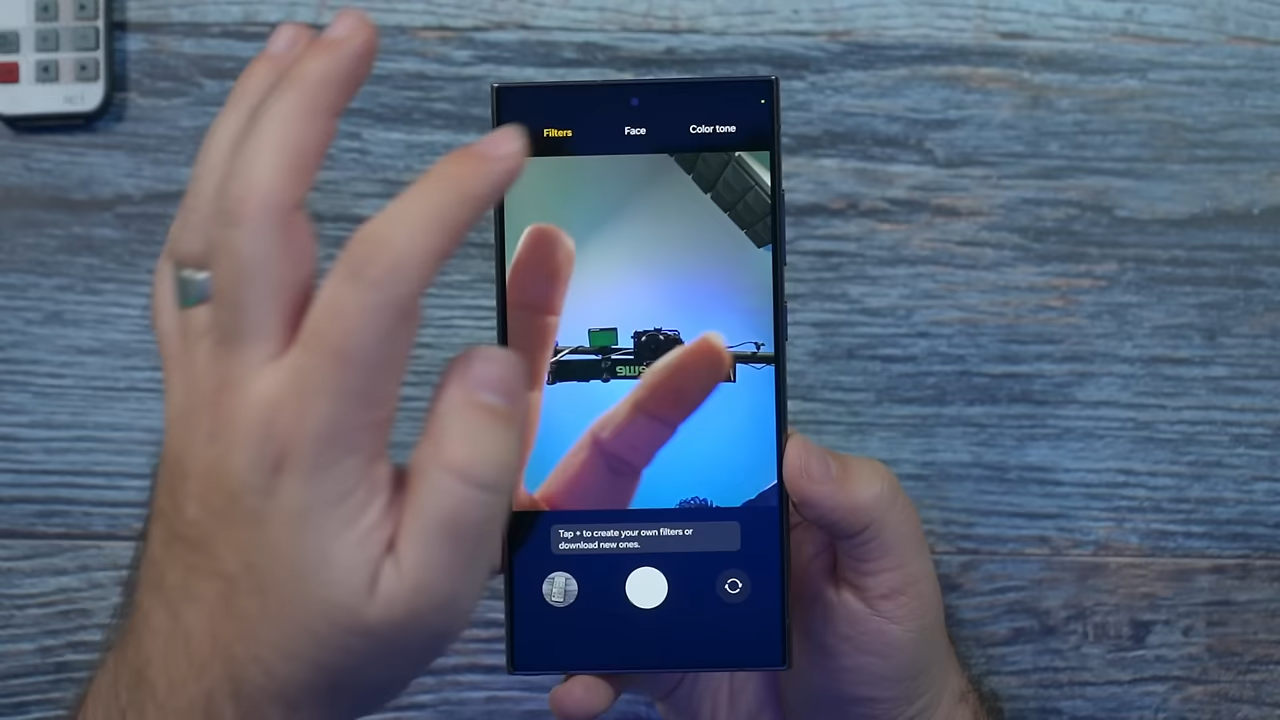 Filters
Face
Color tone
Tap + to create your own filters or
download new ones.